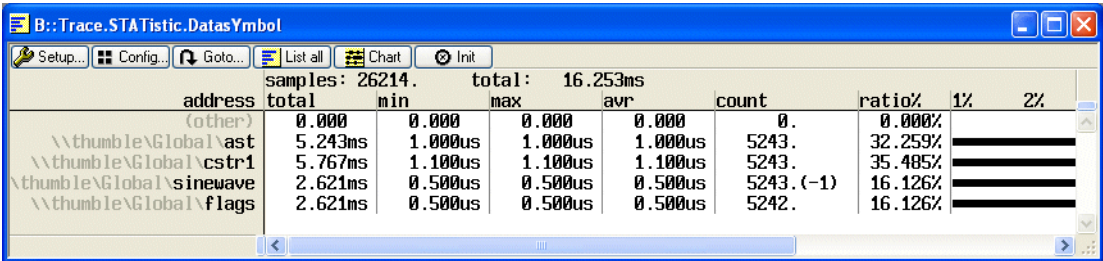 B::Trace.STATistic.DatasYmbol
Setup... Config... Goto... List all Chart Init
samples: 26214. total: 16.253ms
address total min max avr count ratio% 1% 2%
(other) 0.000 0.000 0.000 0.000 0. 0.000%
\\thumble\Global\ast 5.243ms 1.000us 1.000us 1.000us 5243. 32.259%
\\thumble\Global\cstr1 5.767ms 1.100us 1.100us 1.100us 5243. 35.485%
\thumble\Global\sinewave 2.621ms 0.500us 0.500us 0.500us 5243.(-1) 16.126%
\\thumble\Global\flags 2.621ms 0.500us 0.500us 0.500us 5242. 16.126%